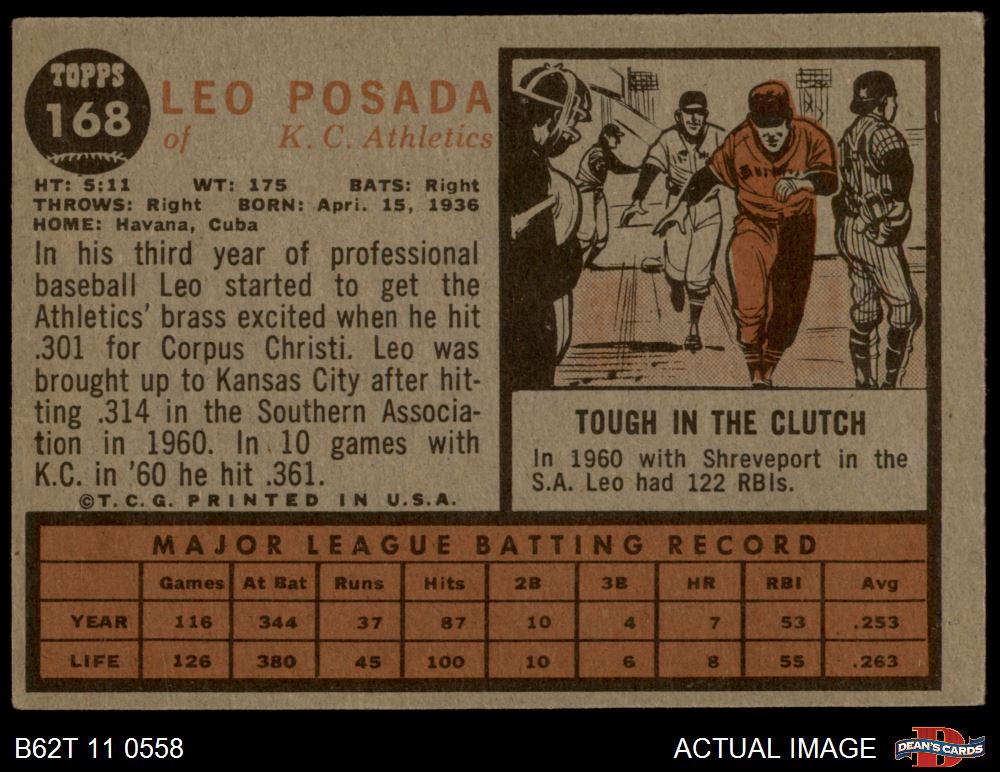 TOPPS
168
LEO POSADA
of K. C. Athletics
HT: 5:11 WT: 175 BATS: Right
THROWS: Right BORN: Apri. 15, 1936
HOME: Havana, Cuba
In his third year of professional
baseball Leo started to get the
Athletics' brass excited when he hit
.301 for Corpus Christi. Leo was
brought up to Kansas City after hit-
ting .314 in the Southern Associa-
tion in 1960. In 10 games with
K.C. in '60 he hit .361.
©T. C. G. PRINTED IN U.S.A.
TOUGH IN THE CLUTCH
In 1960 with Shreveport in the
S.A. Leo had 122 RBIs.
MAJOR LEAGUE BATTING RECORD
Games At Bat Runs Hits 2B 3B HR RBI Avg
YEAR 116 344 37 87 10 4 7 53 .253
LIFE 126 380 45 100 10 6 8 55 .263
B62T 11 0558 ACTUAL IMAGE DEAN'S CARDS